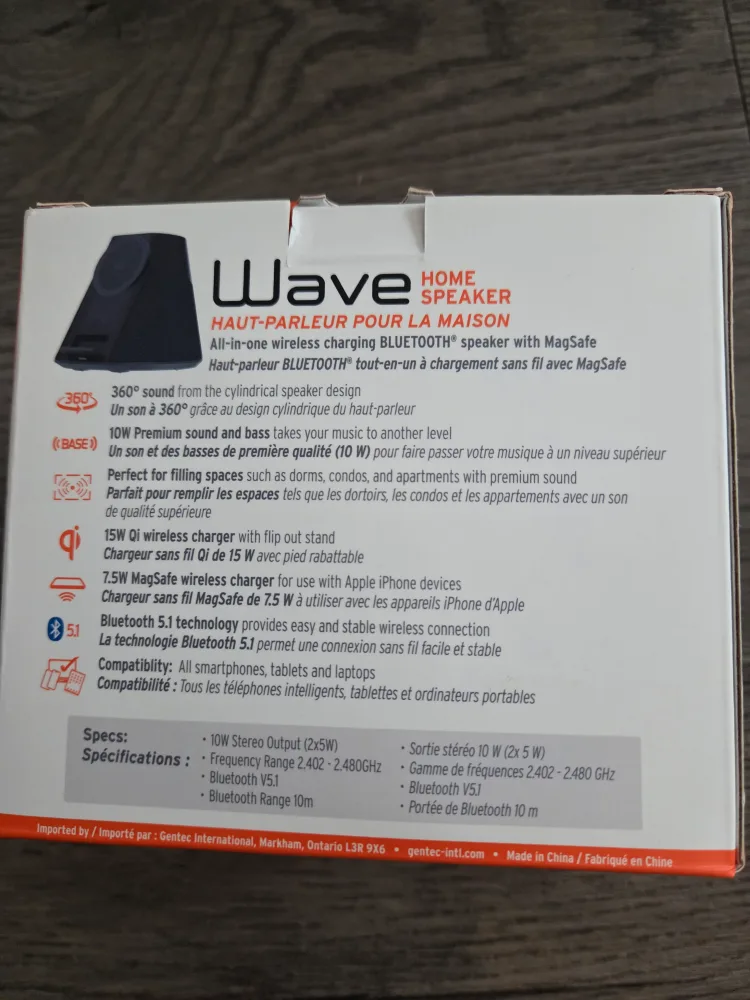 Wave HOME SPEAKER
HAUT-PARLEUR POUR LA MAISON
All-in-one wireless charging BLUETOOTH® speaker with MagSafe
Haut-parleur BLUETOOTH® tout-en-un à chargement sans fil avec MagSafe
360°
360° sound from the cylindrical speaker design
Un son à 360° grâce au design cylindrique du haut-parleur
BASE
10W Premium sound and bass takes your music to another level
Un son et des basses de première qualité (10 W) pour faire passer votre musique à un niveau supérieur
Perfect for filling spaces such as dorms, condos, and apartments with premium sound
Parfait pour remplir les espaces tels que les dortoirs, les condos et les appartements avec un son
de qualité supérieure
qi
15W Qi wireless charger with flip out stand
Chargeur sans fil Qi de 15 W avec pied rabattable
7.5W MagSafe wireless charger for use with Apple iPhone devices
Chargeur sans fil MagSafe de 7.5 W à utiliser avec les appareils iPhone d'Apple
5.1
Bluetooth 5.1 technology provides easy and stable wireless connection
La technologie Bluetooth 5.1 permet une connexion sans fil facile et stable
Compatiblity: All smartphones, tablets and laptops
Compatibilité : Tous les téléphones intelligents, tablettes et ordinateurs portables
Specs:
Spécifications :
• 10W Stereo Output (2x5W)
• Frequency Range 2.402 - 2.480GHz
• Bluetooth V5.1
• Bluetooth Range 10m
• Sortie stéréo 10 W (2x 5 W)
• Gamme de fréquences 2.402 - 2.480 GHz
• Bluetooth V5.1
• Portée de Bluetooth 10 m
Imported by / Importé par : Gentec International, Markham, Ontario L3R 9X6 • gentec-intl.com • Made in China / Fabriqué en Chine